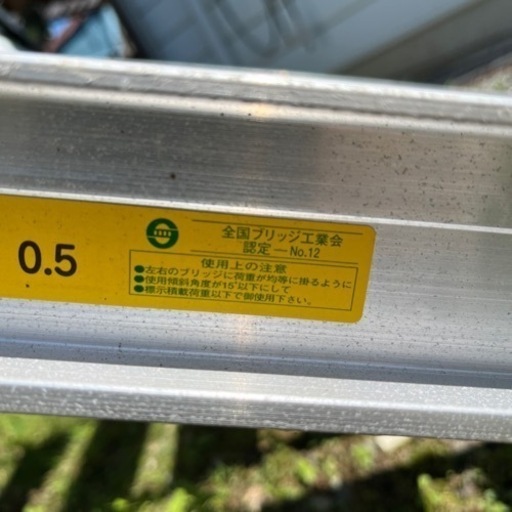 0.5
全国ブリッジ工業会
認定ーNo.12
使用上の注意
●左右のブリッジに荷重が均等に掛るように
●使用傾斜角度が15°以下にして
●標示積載荷重以下で御使用下さい。